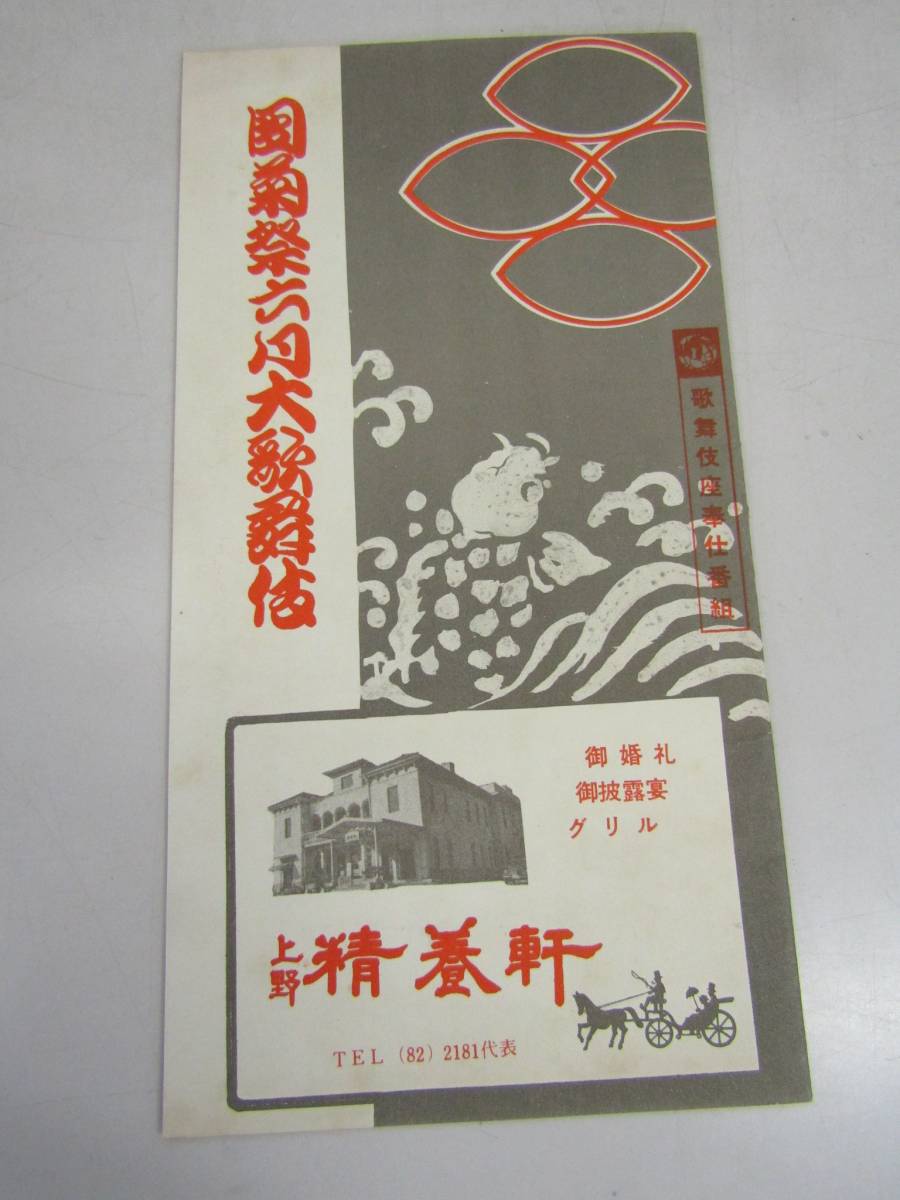 團菊祭六月大歌舞伎
歌舞伎座奉仕番組
御婚礼
御披露宴
グリル
上野 精養軒
TEL (82) 2181代表